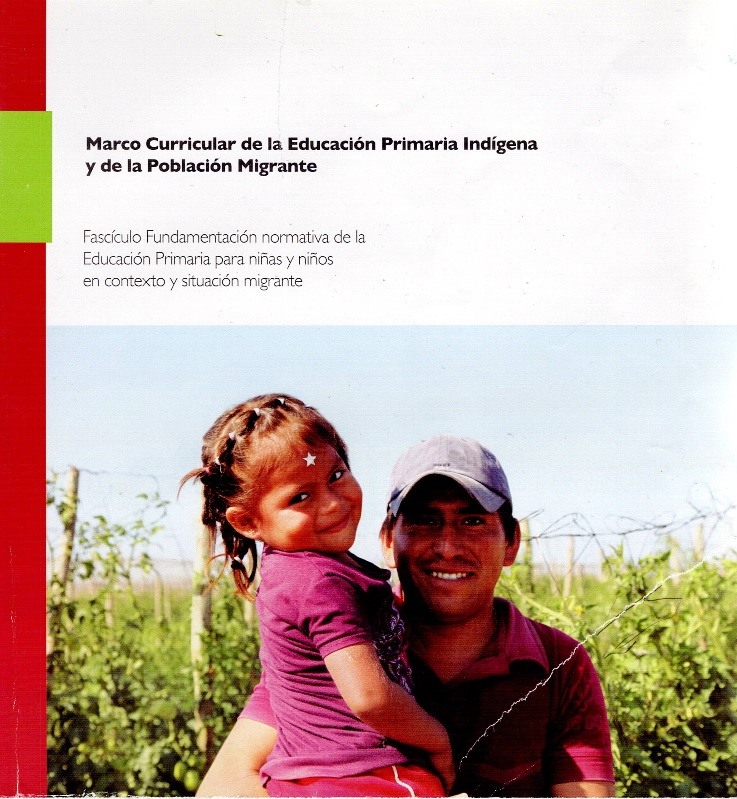 Marco Curricular de la Educación Primaria Indígena
y de la Población Migrante
Fascículo Fundamentación normativa de la
Educación Primaria para niñas y niños
en contexto y situación migrante